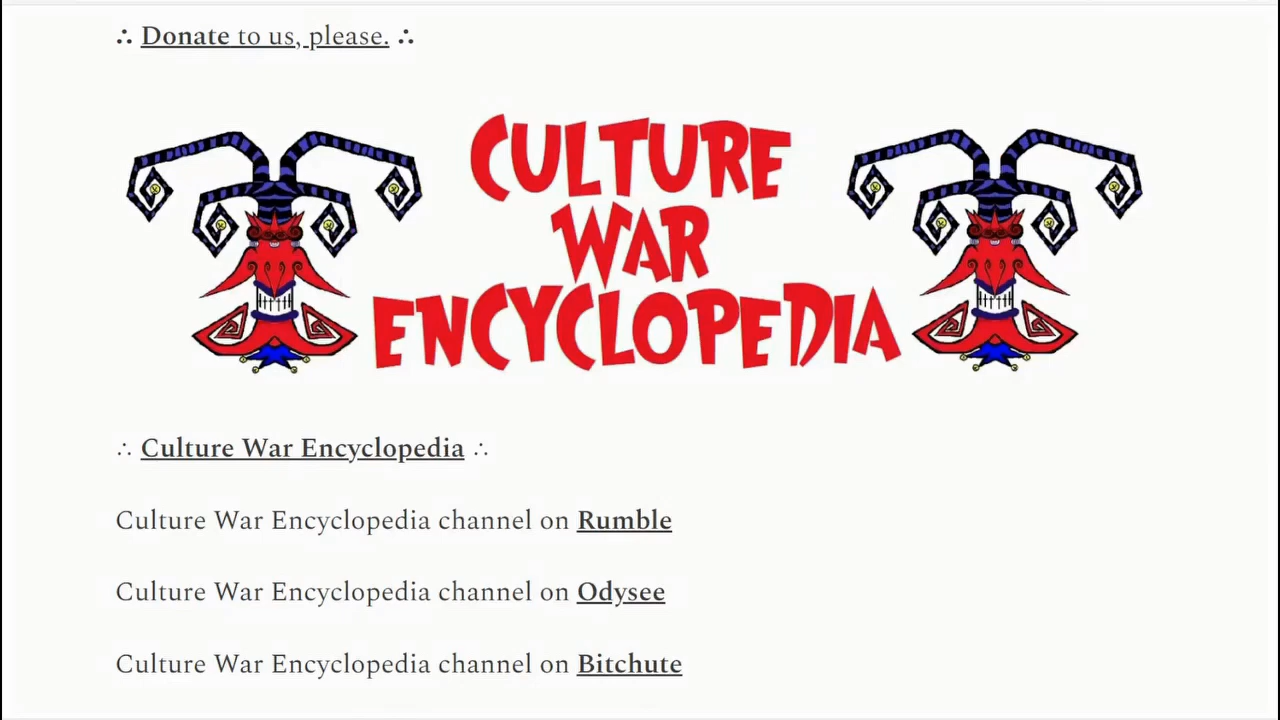 ∴ Donate to us, please. ∴
CULTURE
WAR
ENCYCLOPEDIA
∴ Culture War Encyclopedia ∴
Culture War Encyclopedia channel on Rumble
Culture War Encyclopedia channel on Odysee
Culture War Encyclopedia channel on Bitchute